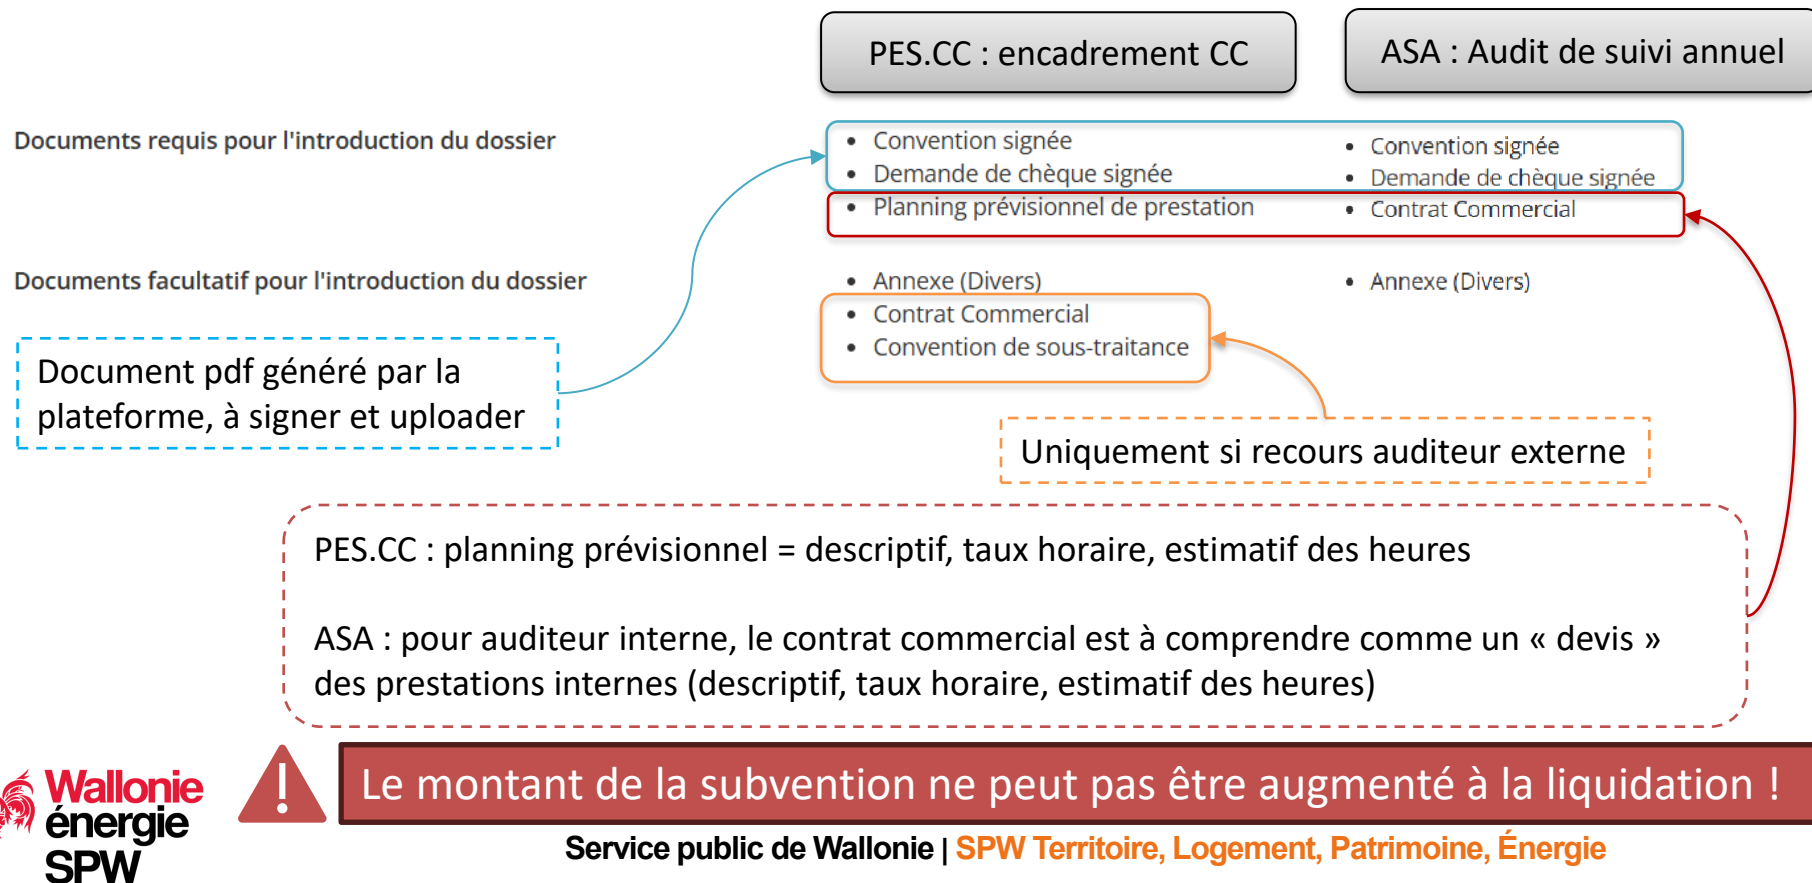 PES.CC : encadrement CC
ASA : Audit de suivi annuel
Documents requis pour l'introduction du dossier
• Convention signée
• Demande de chèque signée
• Planning prévisionnel de prestation
• Convention signée
• Demande de chèque signée
• Contrat Commercial
Documents facultatif pour l'introduction du dossier
• Annexe (Divers)
• Contrat Commercial
• Convention de sous-traitance
• Annexe (Divers)
Document pdf généré par la
plateforme, à signer et uploader
Uniquement si recours auditeur externe
PES.CC : planning prévisionnel = descriptif, taux horaire, estimatif des heures
ASA : pour auditeur interne, le contrat commercial est à comprendre comme un « devis »
des prestations internes (descriptif, taux horaire, estimatif des heures)
!
Le montant de la subvention ne peut pas être augmenté à la liquidation !
Wallonie
énergie
SPW
Service public de Wallonie | SPW Territoire, Logement, Patrimoine, Énergie